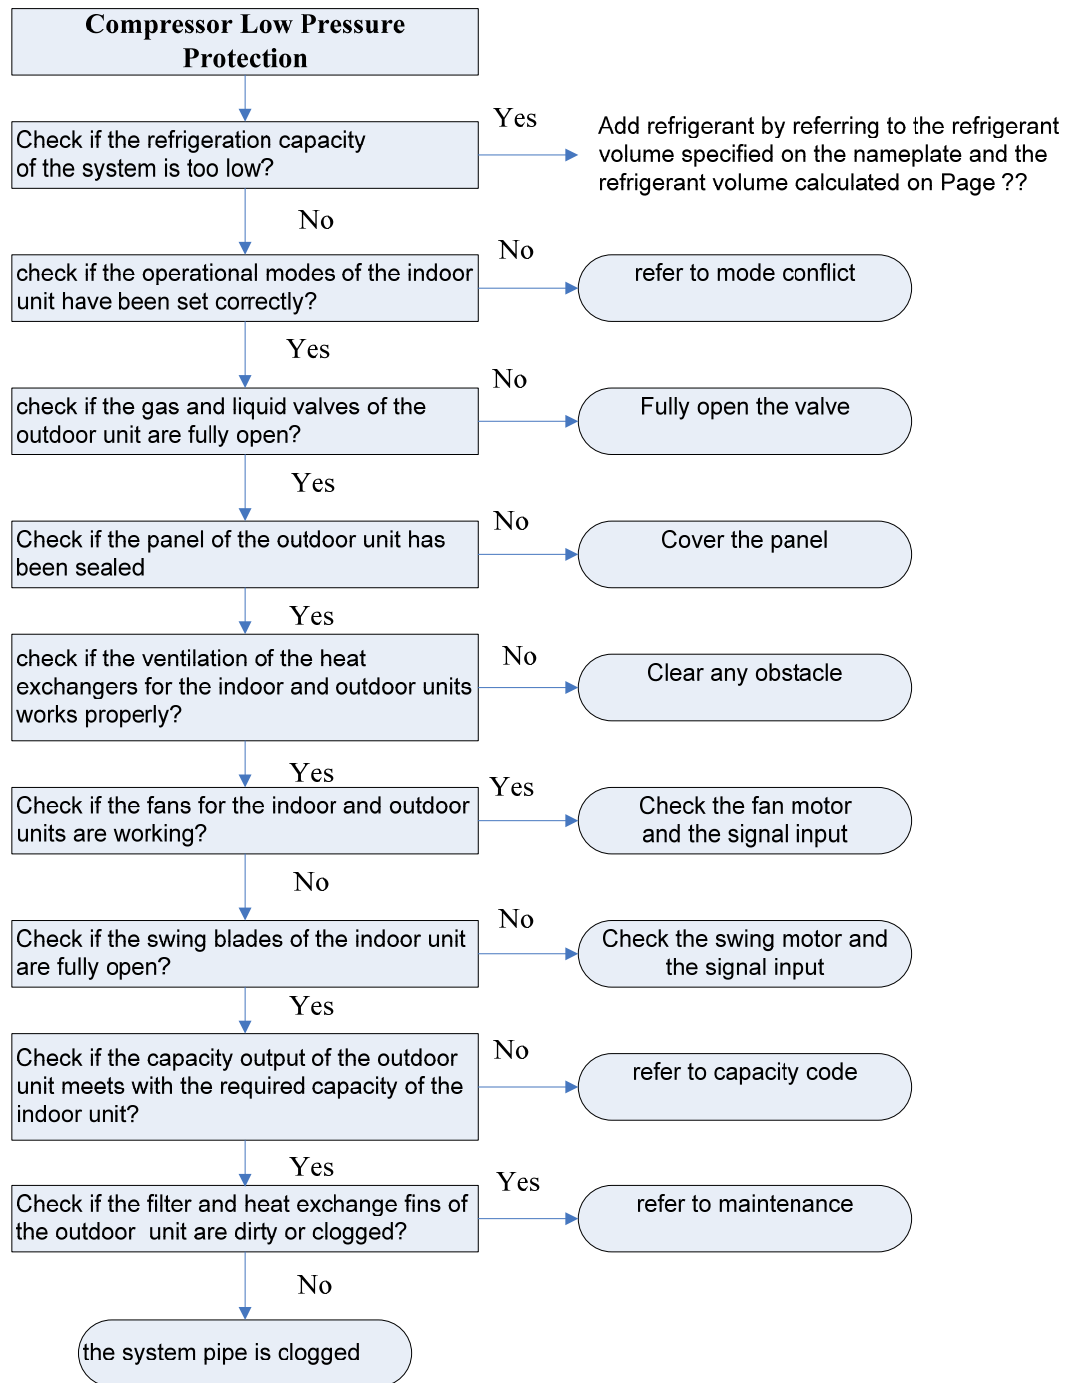 Compressor Low Pressure
Protection
Check if the refrigeration capacity
of the system is too low?
Yes
Add refrigerant by referring to the refrigerant
volume specified on the nameplate and the
refrigerant volume calculated on Page ??
No
check if the operational modes of the indoor
unit have been set correctly?
No
refer to mode conflict
Yes
check if the gas and liquid valves of the
outdoor unit are fully open?
No
Fully open the valve
Yes
Check if the panel of the outdoor unit has
been sealed
No
Cover the panel
Yes
check if the ventilation of the heat
exchangers for the indoor and outdoor units
works properly?
No
Clear any obstacle
Yes
Check if the fans for the indoor and outdoor
units are working?
Yes
Check the fan motor
and the signal input
No
Check if the swing blades of the indoor unit
are fully open?
No
Check the swing motor and
the signal input
Yes
Check if the capacity output of the outdoor
unit meets with the required capacity of the
indoor unit?
No
refer to capacity code
Yes
Check if the filter and heat exchange fins of
the outdoor unit are dirty or clogged?
Yes
refer to maintenance
No
the system pipe is clogged